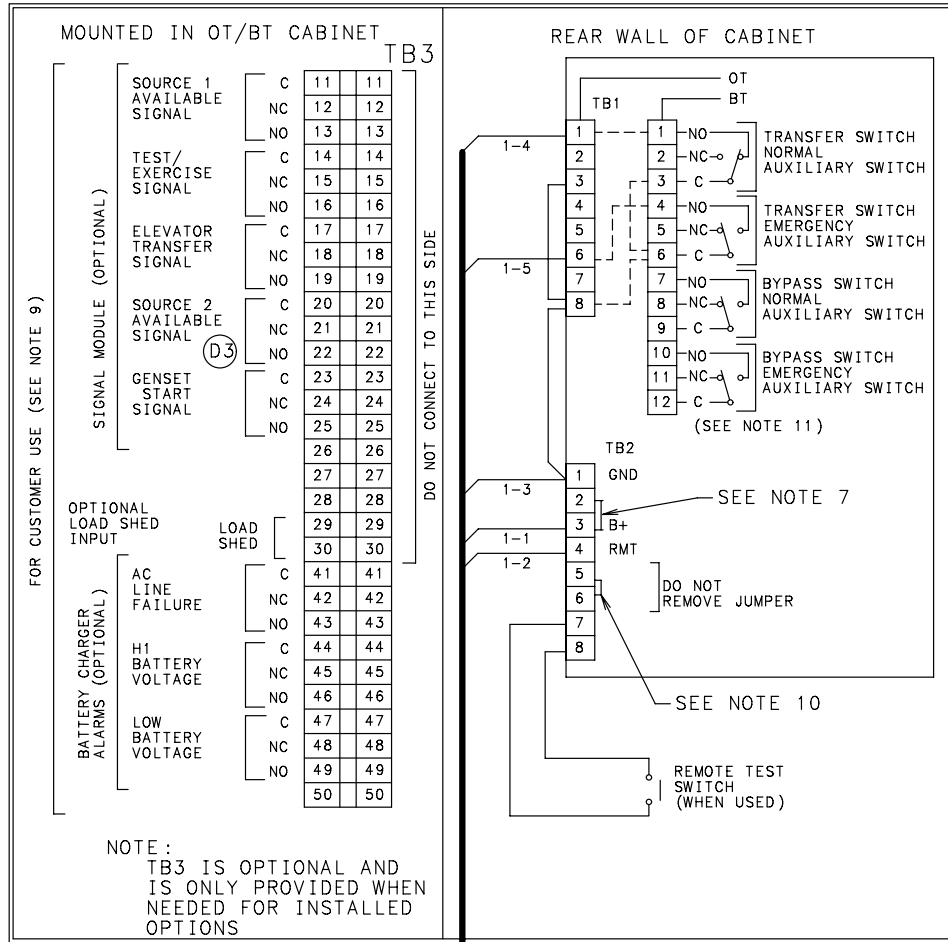 MOUNTED IN OT/BT CABINET
TB3
FOR CUSTOMER USE (SEE NOTE 9)
SIGNAL MODULE (OPTIONAL)
SOURCE 1
AVAILABLE
SIGNAL
C 11 11
NC 12 12
NO 13 13
TEST/
EXERCISE
SIGNAL
C 14 14
NC 15 15
NO 16 16
ELEVATOR
TRANSFER
SIGNAL
C 17 17
NC 18 18
NO 19 19
SOURCE 2
AVAILABLE
SIGNAL
D3
C 20 20
NC 21 21
NO 22 22
GENSET
START
SIGNAL
C 23 23
NC 24 24
NO 25 25
26 26
27 27
28 28
OPTIONAL
LOAD SHED
INPUT
LOAD
SHED
29 29
30 30
DO NOT CONNECT TO THIS SIDE
BATTERY CHARGER
ALARMS (OPTIONAL)
AC
LINE
FAILURE
C 41 41
NC 42 42
NO 43 43
H1
BATTERY
VOLTAGE
C 44 44
NC 45 45
NO 46 46
LOW
BATTERY
VOLTAGE
C 47 47
NC 48 48
NO 49 49
50 50
NOTE:
TB3 IS OPTIONAL AND
IS ONLY PROVIDED WHEN
NEEDED FOR INSTALLED
OPTIONS
REAR WALL OF CABINET
OT
BT
TB1
1
2
3
4
5
6
7
8
1-4
1-5
1 NO
2 NC
3 C
TRANSFER SWITCH
NORMAL
AUXILIARY SWITCH
4 NO
5 NC
6 C
TRANSFER SWITCH
EMERGENCY
AUXILIARY SWITCH
7 NO
8 NC
9 C
BYPASS SWITCH
NORMAL
AUXILIARY SWITCH
10 NO
11 NC
12 C
BYPASS SWITCH
EMERGENCY
AUXILIARY SWITCH
(SEE NOTE 11)
TB2
1-3
1 GND
2
SEE NOTE 7
1-1
3 B+
1-2
4 RMT
5
6
DO NOT
REMOVE JUMPER
7
8
SEE NOTE 10
REMOTE TEST
SWITCH
(WHEN USED)